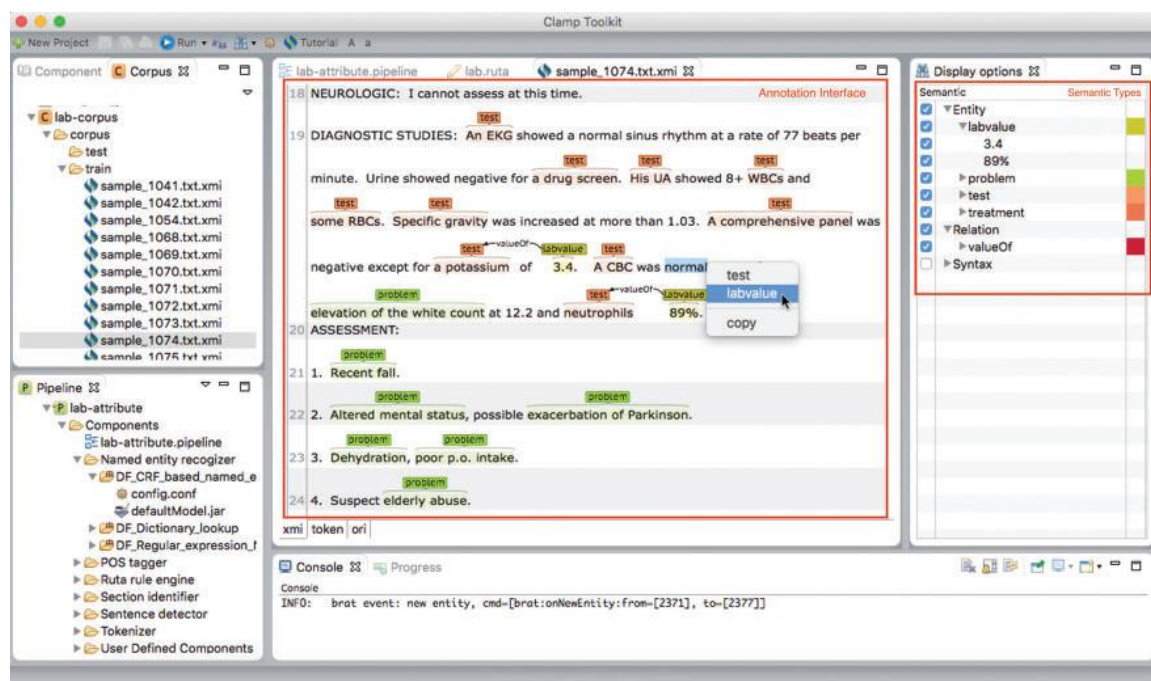 Clamp Toolkit
New Project Run Tutorial A a
Component Corpus
lab-corpus
corpus
test
train
sample_1041.txt.xmi
sample_1042.txt.xmi
sample_1054.txt.xmi
sample_1068.txt.xmi
sample_1069.txt.xmi
sample_1070.txt.xmi
sample_1071.txt.xmi
sample_1072.txt.xmi
sample_1073.txt.xmi
sample_1074.txt.xmi
sample_1075.txt.xmi
Pipeline
lab-attribute
Components
lab-attribute.pipeline
Named entity recogizer
DF_CRF_based_named_e
config.conf
defaultModel.jar
DF_Dictionary_lookup
DF_Regular_expression_
POS tagger
Ruta rule engine
Section identifier
Sentence detector
Tokenizer
User Defined Components
lab-attribute.pipeline lab.ruta sample_1074.txt.xmi
18 NEUROLOGIC: I cannot assess at this time. Annotation Interface
test
19 DIAGNOSTIC STUDIES: An EKG showed a normal sinus rhythm at a rate of 77 beats per
test test test
minute. Urine showed negative for a drug screen. His UA showed 8+ WBCs and
test test test
some RBCs. Specific gravity was increased at more than 1.03. A comprehensive panel was
test valueOf labvalue test
negative except for a potassium of 3.4. A CBC was normal
test
labvalue
copy
problem test valueOf labvalue
elevation of the white count at 12.2 and neutrophils 89%.
20 ASSESSMENT:
problem
21 1. Recent fall.
problem problem
22 2. Altered mental status, possible exacerbation of Parkinson.
problem problem
23 3. Dehydration, poor p.o. intake.
problem
24 4. Suspect elderly abuse.
xmi token ori
Console Progress
Console
INFO: brat event: new entity, cmd=[brat:onNewEntity:from=[2371], to=[2377]]
Display options
Semantic Semantic Types
Entity
labvalue
3.4
89%
problem
test
treatment
Relation
valueOf
Syntax